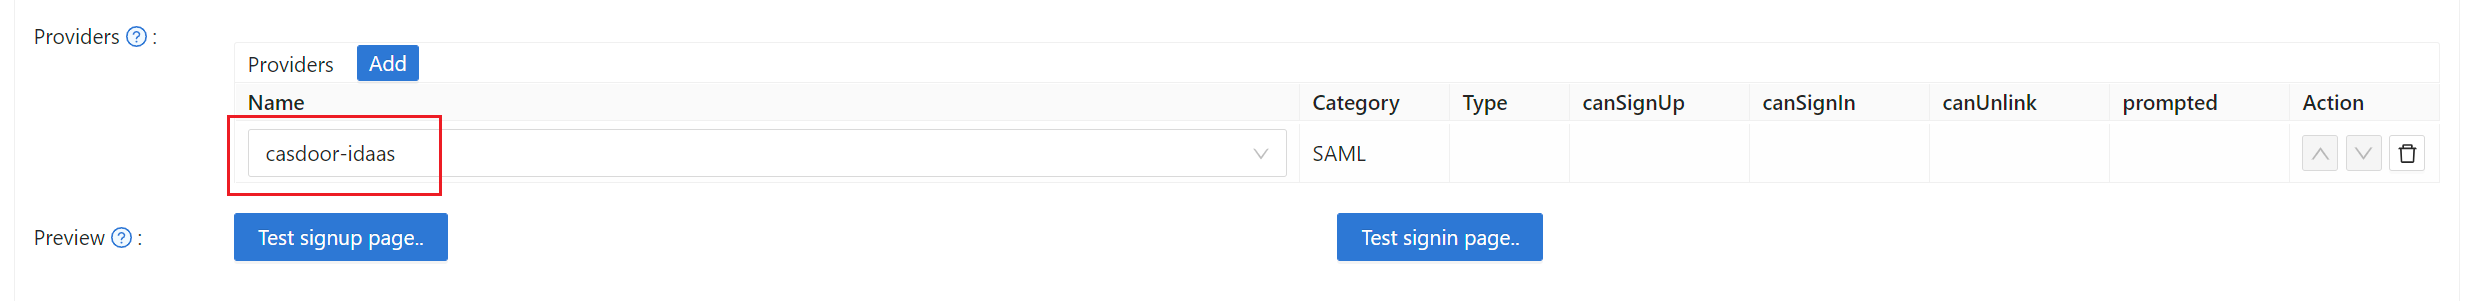 Providers ? :
Providers Add
Name Category Type canSignUp canSignIn canUnlink prompted Action
casdoor-idaas SAML
Preview ? : Test signup page.. Test signin page..